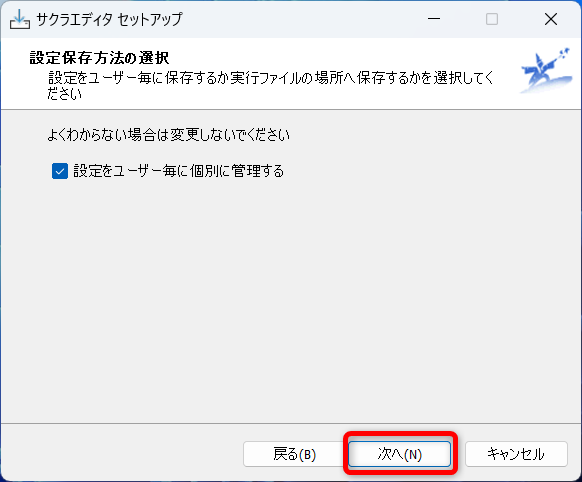 サクラエディタ セットアップ
設定保存方法の選択
設定をユーザー毎に保存するか実行ファイルの場所へ保存するかを選択してく
ださい
よくわからない場合は変更しないでください
設定をユーザー毎に個別に管理する
戻る(B)
次へ(N)
キャンセル